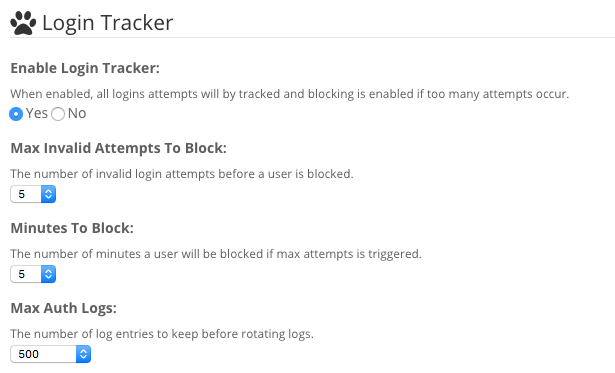 Login Tracker
Enable Login Tracker:
When enabled, all logins attempts will by tracked and blocking is enabled if too many attempts occur.
Yes No
Max Invalid Attempts To Block:
The number of invalid login attempts before a user is blocked.
5
Minutes To Block:
The number of minutes a user will be blocked if max attempts is triggered.
5
Max Auth Logs:
The number of log entries to keep before rotating logs.
500